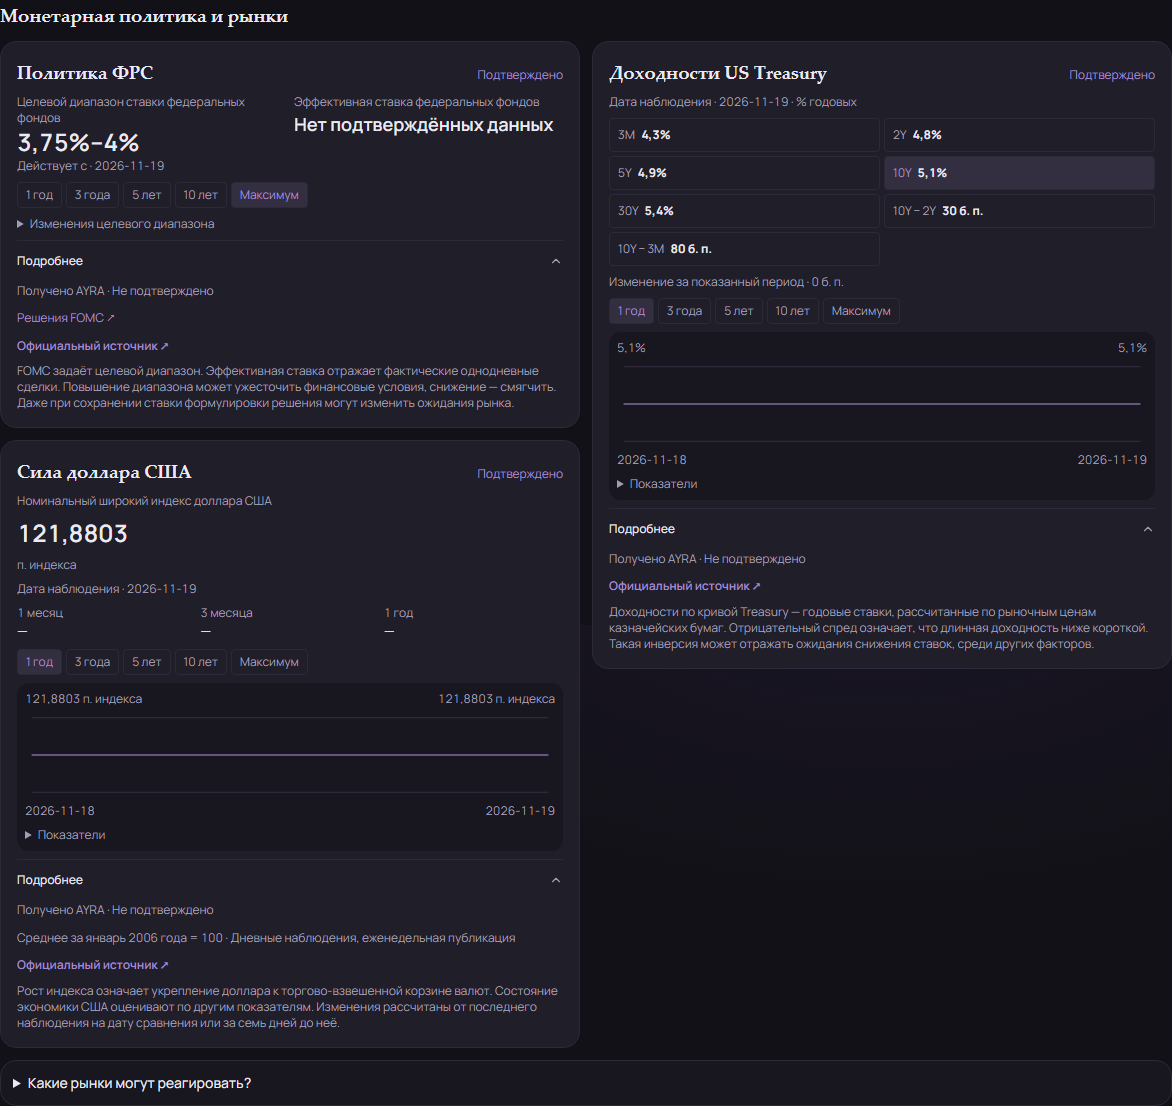 Монетарная политика и рынки
Политика ФРС
Подтверждено
Целевой диапазон ставки федеральных
фондов
3,75%–4%
Действует с · 2026-11-19
Эффективная ставка федеральных фондов
Нет подтверждённых данных
1 год
3 года
5 лет
10 лет
Максимум
Изменения целевого диапазона
Подробнее
Получено AYRA · Не подтверждено
Решения FOMC ↗
Официальный источник ↗
FOMC задаёт целевой диапазон. Эффективная ставка отражает фактические однодневные
сделки. Повышение диапазона может ужесточить финансовые условия, снижение — смягчить.
Даже при сохранении ставки формулировки решения могут изменить ожидания рынка.
Сила доллара США
Подтверждено
Номинальный широкий индекс доллара США
121,8803
п. индекса
Дата наблюдения · 2026-11-19
1 месяц
3 месяца
1 год
—
—
—
1 год
3 года
5 лет
10 лет
Максимум
121,8803 п. индекса
121,8803 п. индекса
2026-11-18
2026-11-19
Показатели
Подробнее
Получено AYRA · Не подтверждено
Среднее за январь 2006 года = 100 · Дневные наблюдения, еженедельная публикация
Официальный источник ↗
Рост индекса означает укрепление доллара к торгово-взвешенной корзине валют. Состояние
экономики США оценивают по другим показателям. Изменения рассчитаны от последнего
наблюдения на дату сравнения или за семь дней до неё.
Доходности US Treasury
Подтверждено
Дата наблюдения · 2026-11-19 · % годовых
3M 4,3%
2Y 4,8%
5Y 4,9%
10Y 5,1%
30Y 5,4%
10Y − 2Y 30 б. п.
10Y − 3M 80 б. п.
Изменение за показанный период · 0 б. п.
1 год
3 года
5 лет
10 лет
Максимум
5,1%
5,1%
2026-11-18
2026-11-19
Показатели
Подробнее
Получено AYRA · Не подтверждено
Официальный источник ↗
Доходности по кривой Treasury — годовые ставки, рассчитанные по рыночным ценам
казначейских бумаг. Отрицательный спред означает, что длинная доходность ниже короткой.
Такая инверсия может отражать ожидания снижения ставок, среди других факторов.
Какие рынки могут реагировать?